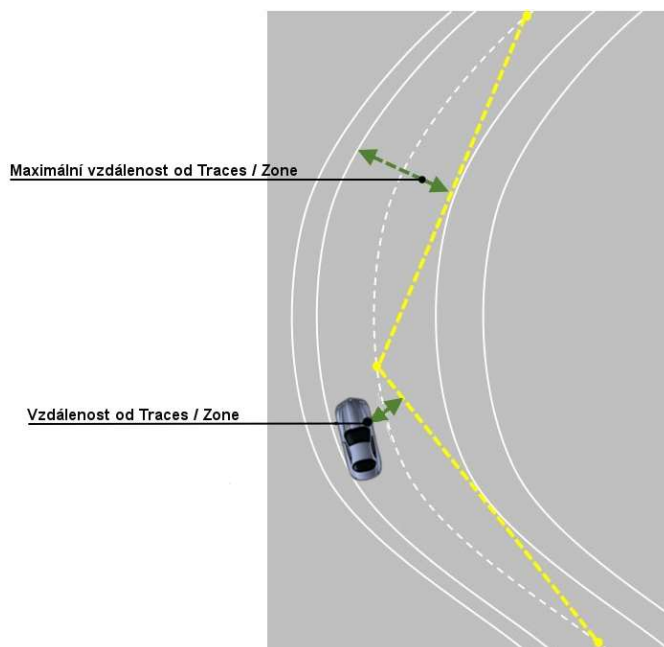 Maximální vzdálenost od Traces / Zone
Vzdálenost od Traces / Zone